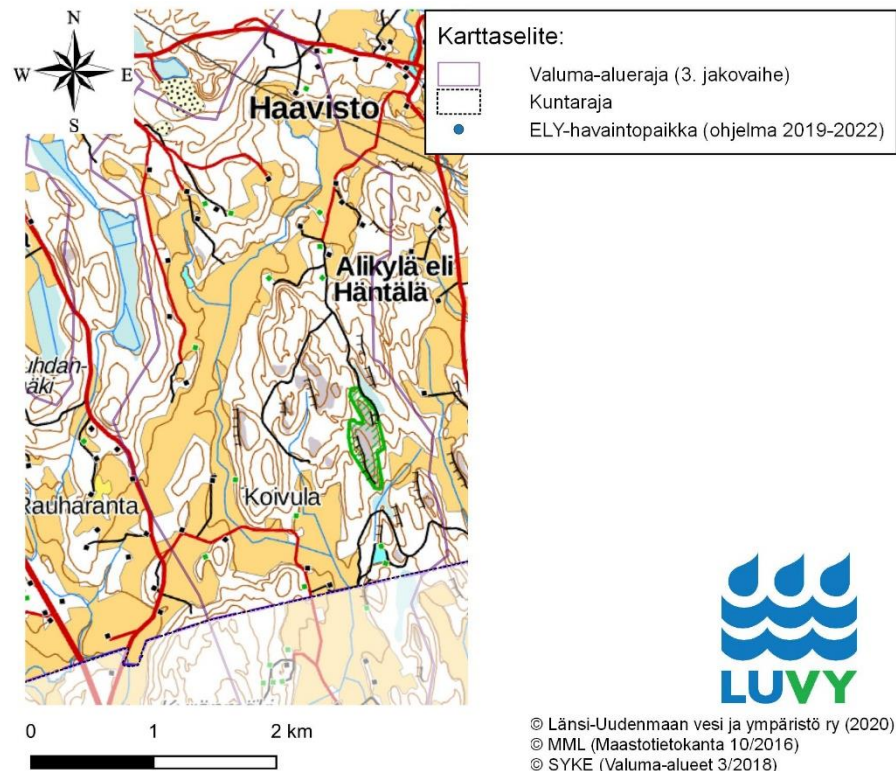 N
W
E
S
Karttaselite:
Valuma-alueraja (3. jakovaihe)
Kuntaraja
ELY-havaintopaikka (ohjelma 2019-2022)
Haavisto
Alikylä eli
Häntälä
Koivula
0 1 2 km
LUVY
© Länsi-Uudenmaan vesi ja ympäristö ry (2020)
© MML (Maastotietokanta 10/2016)
© SYKE (Valuma-alueet 3/2018)